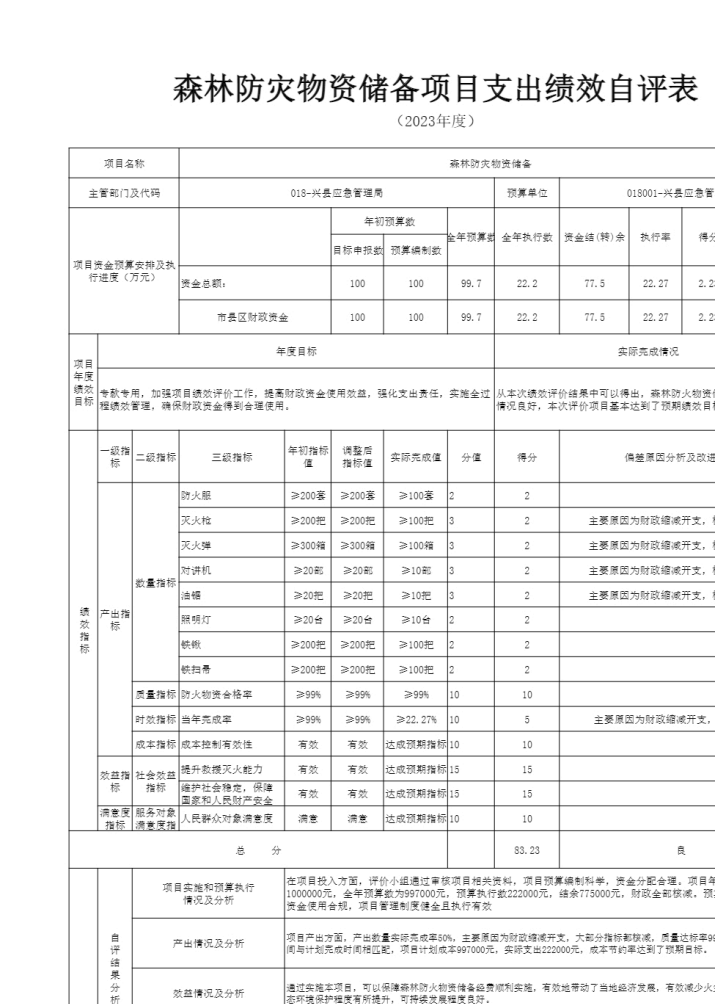 森林防灾物资储备项目支出绩效自评表
（2023年度）
项目名称 森林防灾物资储备
主管部门及代码 018-兴县应急管理局 预算单位 018001-兴县应急管
项目资金预算安排及执行进度（万元） 年初预算数 全年预算数 全年执行数 资金结(转)余 执行率 得分
目标申报数 预算编制数
资金总额： 100 100 99.7 22.2 77.5 22.27 2.2
市县区财政资金 100 100 99.7 22.2 77.5 22.27 2.2
项目年度绩效目标 年度目标 实际完成情况
专款专用，加强项目绩效评价工作，提高财政资金使用效益，强化支出责任，实施全过 从本次绩效评价结果中可以得出，森林防火物资
程绩效管理，确保财政资金得到合理使用。 情况良好，本次评价项目基本达到了预期绩效目
绩效指标 一级指标 二级指标 三级指标 年初指标值 调整后指标值 实际完成值 分值 得分 偏差原因分析及改进
产出指标 数量指标 防火服 ≥200套 ≥200套 ≥100套 2 2
灭火枪 ≥200把 ≥200把 ≥100把 3 2 主要原因为财政缩减开支，
灭火弹 ≥300箱 ≥300箱 ≥100箱 3 2 主要原因为财政缩减开支，
对讲机 ≥20部 ≥20部 ≥10部 3 2 主要原因为财政缩减开支，
油锯 ≥20把 ≥20把 ≥10把 3 2 主要原因为财政缩减开支，
照明灯 ≥20台 ≥20台 ≥10台 2 2
铁锹 ≥200把 ≥200把 ≥100把 2 2
铁扫帚 ≥200把 ≥200把 ≥100把 2 2
质量指标 防火物资合格率 ≥99% ≥99% ≥99% 10 10
时效指标 当年完成率 ≥99% ≥99% ≥22.27% 10 5 主要原因为财政缩减开支，
成本指标 成本控制有效性 有效 有效 达成预期指标 10 10
效益指标 社会效益指标 提升救援灭火能力 有效 有效 达成预期指标 15 15
维护社会稳定，保障国家和人民财产安全 有效 有效 达成预期指标 15 15
满意度指标 服务对象满意度指 人民群众对象满意度 满意 满意 达成预期指标 10 10
总 分 83.23 良
自评结果分析 项目实施和预算执行情况及分析
在项目投入方面，评价小组通过审核项目相关资料，项目预算编制科学，资金分配合理。项目年
1000000元，全年预算数为997000元，预算执行数222000元，结余775000元，财政全部核减。预
资金使用合规，项目管理制度健全且执行有效
产出情况及分析
项目产出方面，产出数量实际完成率50%，主要原因为财政缩减开支，大部分指标都核减，质量达标率9
间与计划完成时间相匹配，项目计划成本997000元，实际支出222000元，成本节约率达到了预期目标。
效益情况及分析
通过实施本项目，可以保障森林防火物资储备经费顺利实施，有效地带动了当地经济发展，有效减少火
态环境保护程度有所提升，可持续发展程度良好。